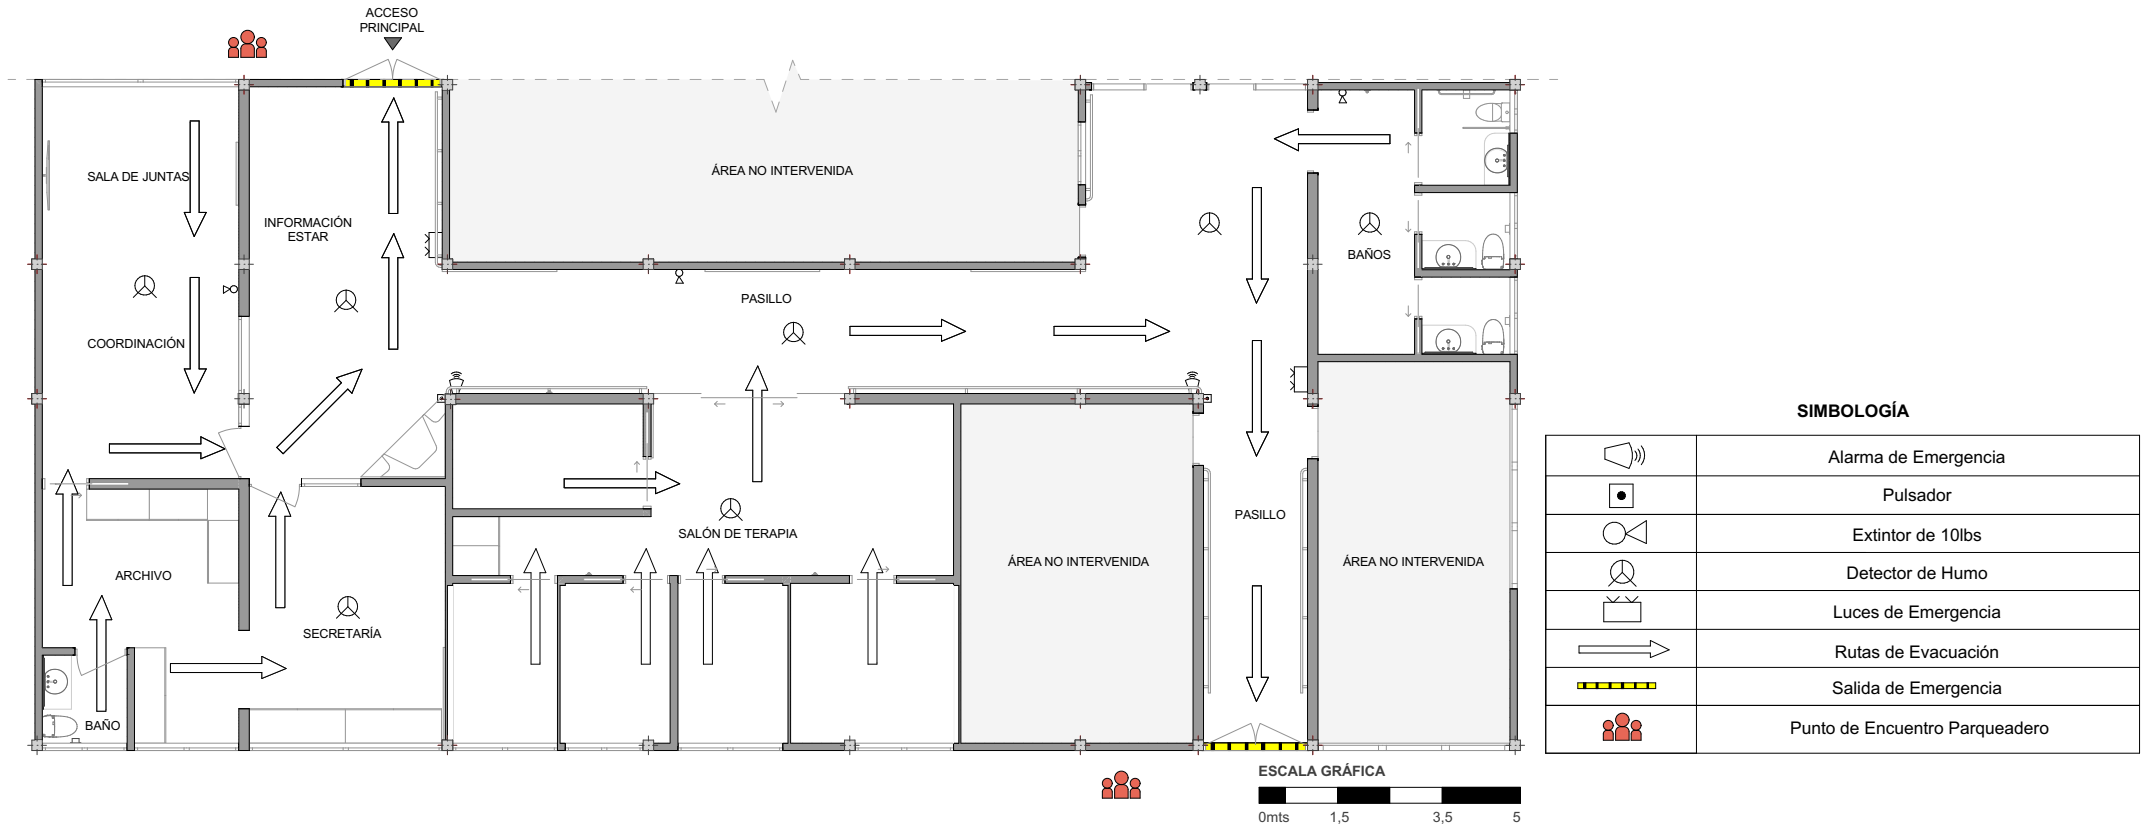 ACCESO
PRINCIPAL
SALA DE JUNTAS
INFORMACIÓN
ESTAR
ÁREA NO INTERVENIDA
BAÑOS
PASILLO
COORDINACIÓN
SALÓN DE TERAPIA
PASILLO
ARCHIVO
ÁREA NO INTERVENIDA
ÁREA NO INTERVENIDA
SECRETARÍA
BAÑO
SIMBOLOGÍA
Alarma de Emergencia
Pulsador
Extintor de 10lbs
Detector de Humo
Luces de Emergencia
Rutas de Evacuación
Salida de Emergencia
Punto de Encuentro Parqueadero
ESCALA GRÁFICA
0mts 1,5 3,5 5